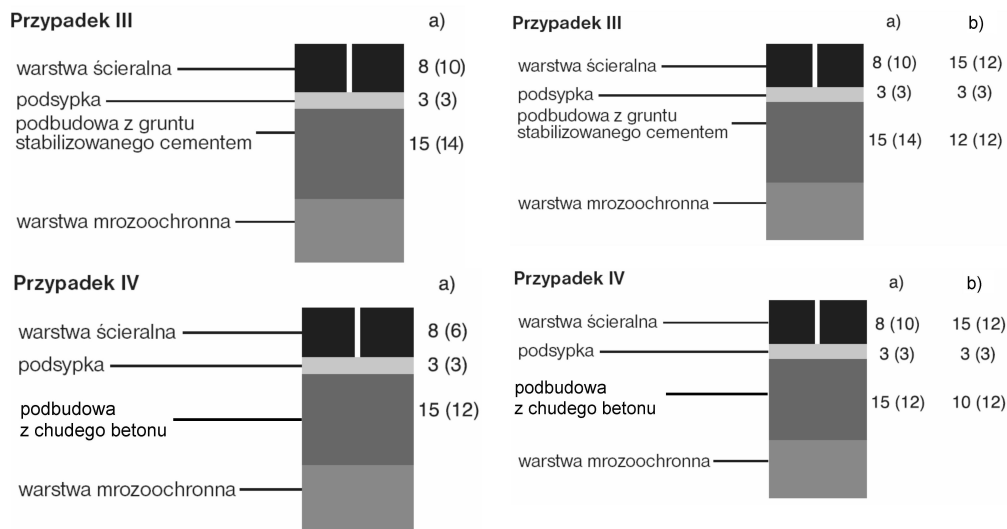 Przypadek III a)
warstwa ścieralna 8 (10)
podsypka 3 (3)
podbudowa z gruntu
stabilizowanego cementem 15 (14)
warstwa mrozoochronna
Przypadek III a) b)
warstwa ścieralna 8 (10) 15 (12)
podsypka 3 (3) 3 (3)
podbudowa z gruntu
stabilizowanego cementem 15 (14) 12 (12)
warstwa mrozoochronna
Przypadek IV a)
warstwa ścieralna 8 (6)
podsypka 3 (3)
podbudowa 15 (12)
z chudego betonu
warstwa mrozoochronna
Przypadek IV a) b)
warstwa ścieralna 8 (10) 15 (12)
podsypka 3 (3) 3 (3)
podbudowa
z chudego betonu 15 (12) 10 (12)
warstwa mrozoochronna